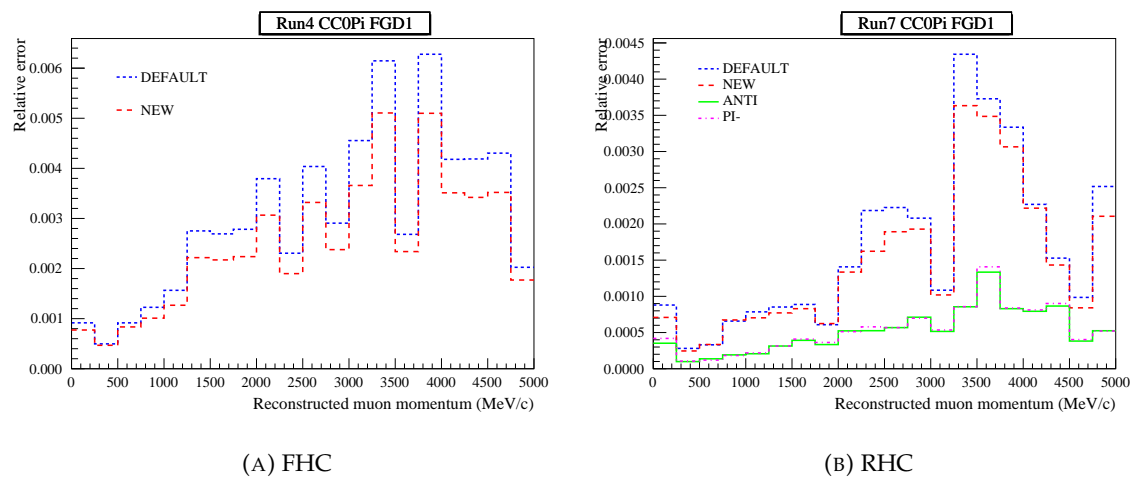 Run4 CC0Pi FGD1
Relative error
0.006
0.005
0.004
0.003
0.002
0.001
0.000
DEFAULT
NEW
0 500 1000 1500 2000 2500 3000 3500 4000 4500 5000
Reconstructed muon momentum (MeV/c)
(A) FHC
Run7 CC0Pi FGD1
Relative error
0.0045
0.0040
0.0035
0.0030
0.0025
0.0020
0.0015
0.0010
0.0005
0.0000
DEFAULT
NEW
ANTI
PI-
0 500 1000 1500 2000 2500 3000 3500 4000 4500 5000
Reconstructed muon momentum (MeV/c)
(B) RHC